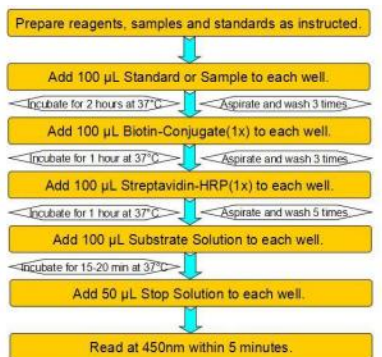 Prepare reagents, samples and standards as instructed.
Add 100 µL Standard or Sample to each well.
Incubate for 2 hours at 37°C
Aspirate and wash 3 times
Add 100 µL Biotin-Conjugate(1x) to each well.
Incubate for 1 hour at 37°C
Aspirate and wash 3 times
Add 100 µL Streptavidin-HRP(1x) to each well.
Incubate for 1 hour at 37°C
Aspirate and wash 5 times
Add 100 µL Substrate Solution to each well.
Incubate for 15-20 min at 37°C
Add 50 µL Stop Solution to each well.
Read at 450nm within 5 minutes.